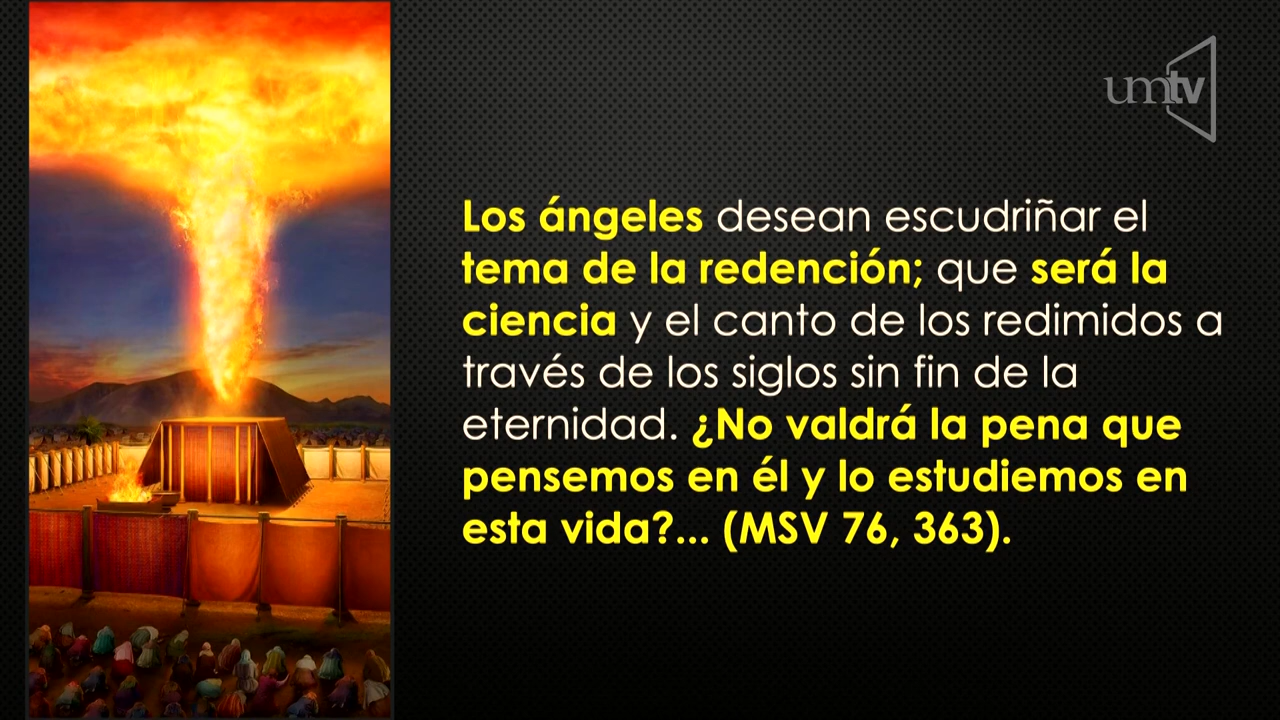 umtv
Los ángeles desean escudriñar el
tema de la redención; que será la
ciencia y el canto de los redimidos a
través de los siglos sin fin de la
eternidad. ¿No valdrá la pena que
pensemos en él y lo estudiemos en
esta vida?... (MSV 76, 363).